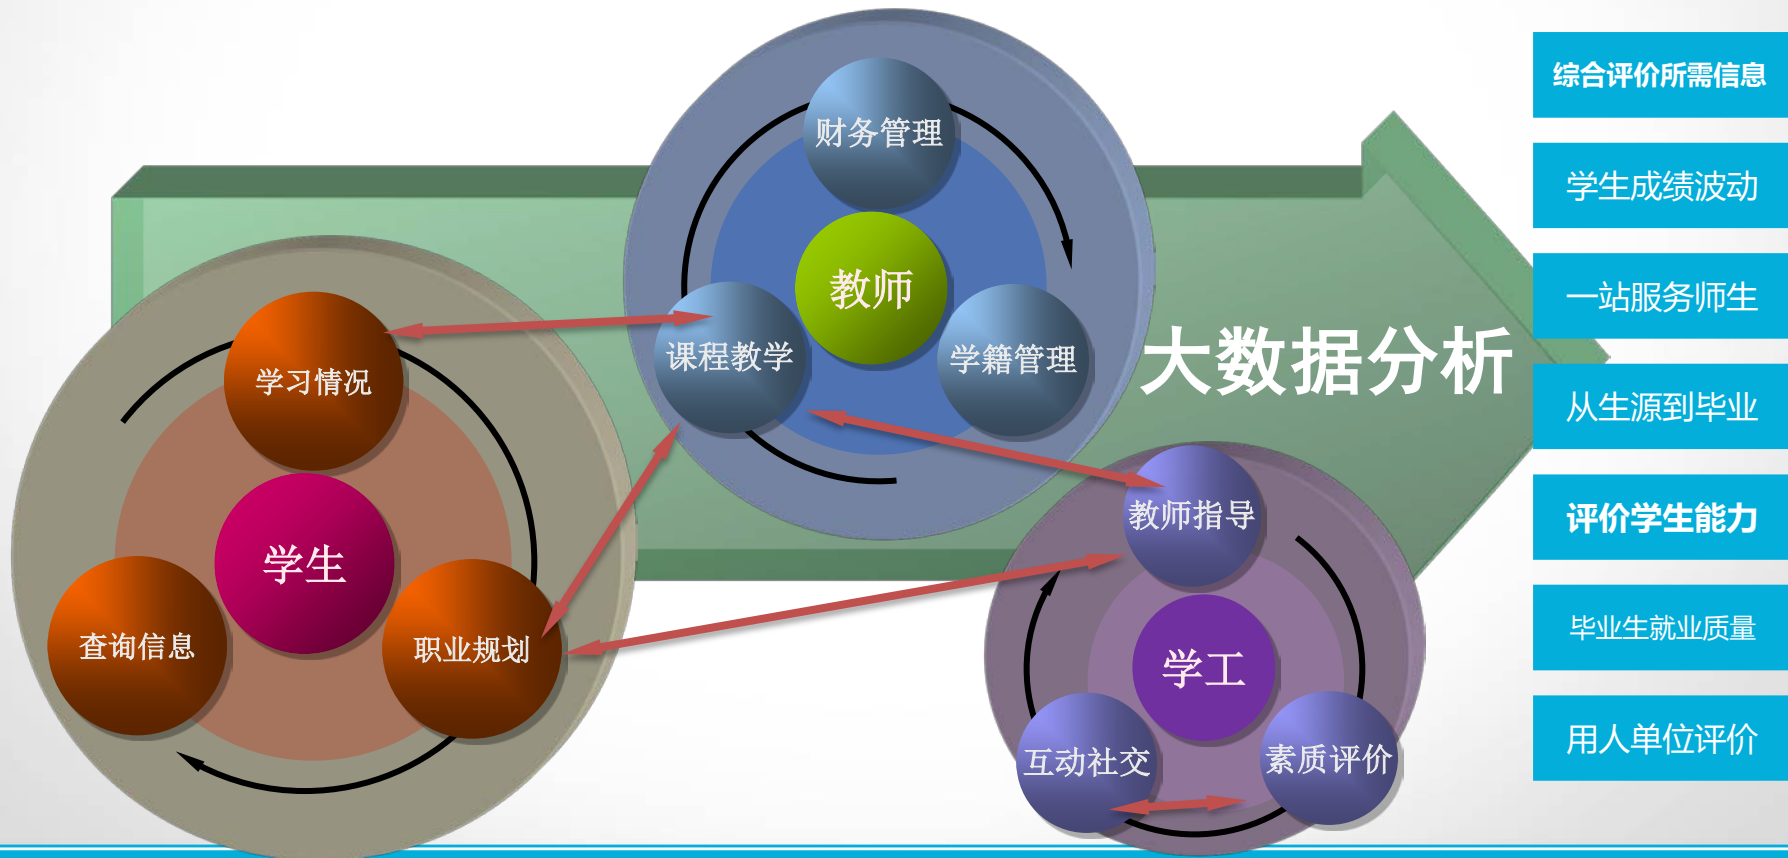 财务管理
教师
课程教学
学籍管理
学习情况
学生
查询信息
职业规划
大数据分析
教师指导
学工
互动社交
素质评价
综合评价所需信息
学生成绩波动
一站服务师生
从生源到毕业
评价学生能力
毕业生就业质量
用人单位评价